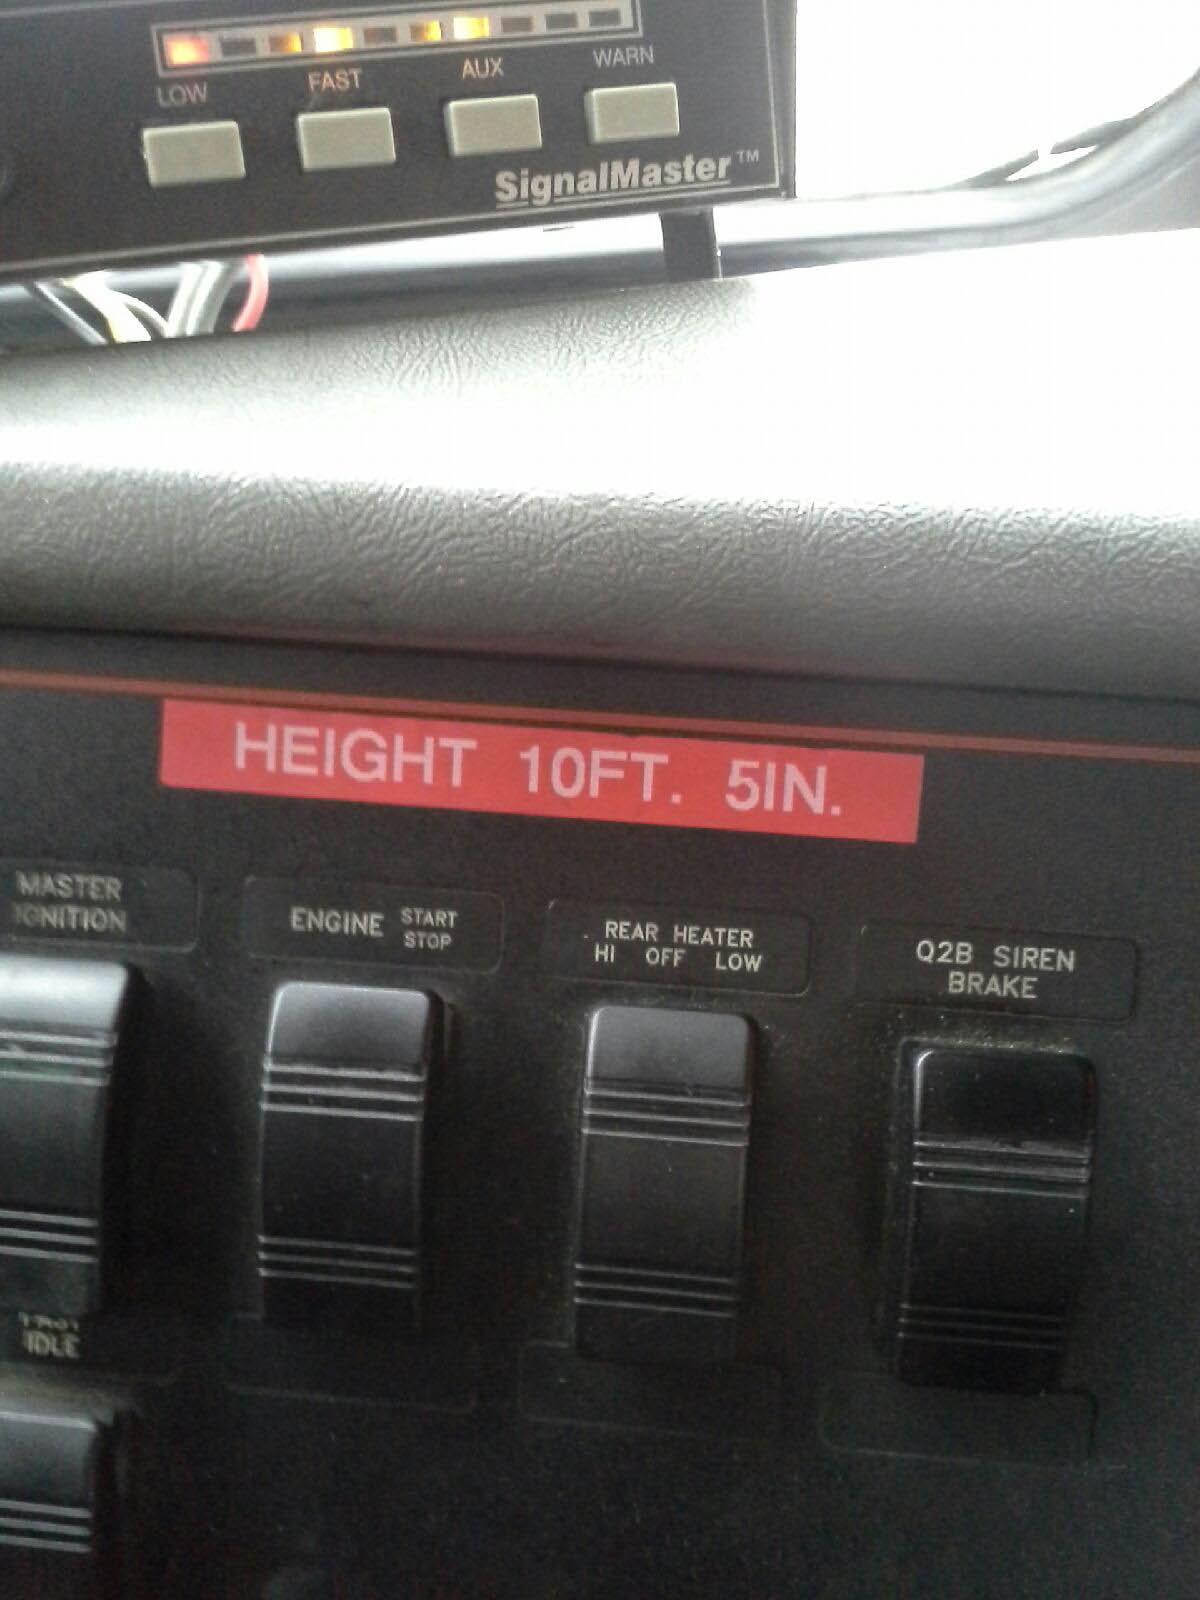 LOW FAST AUX WARN
SignalMaster™
HEIGHT 10FT. 5IN.
MASTER
IGNITION
ENGINE START
STOP
REAR HEATER
HI OFF LOW
Q2B SIREN
BRAKE
IDLE